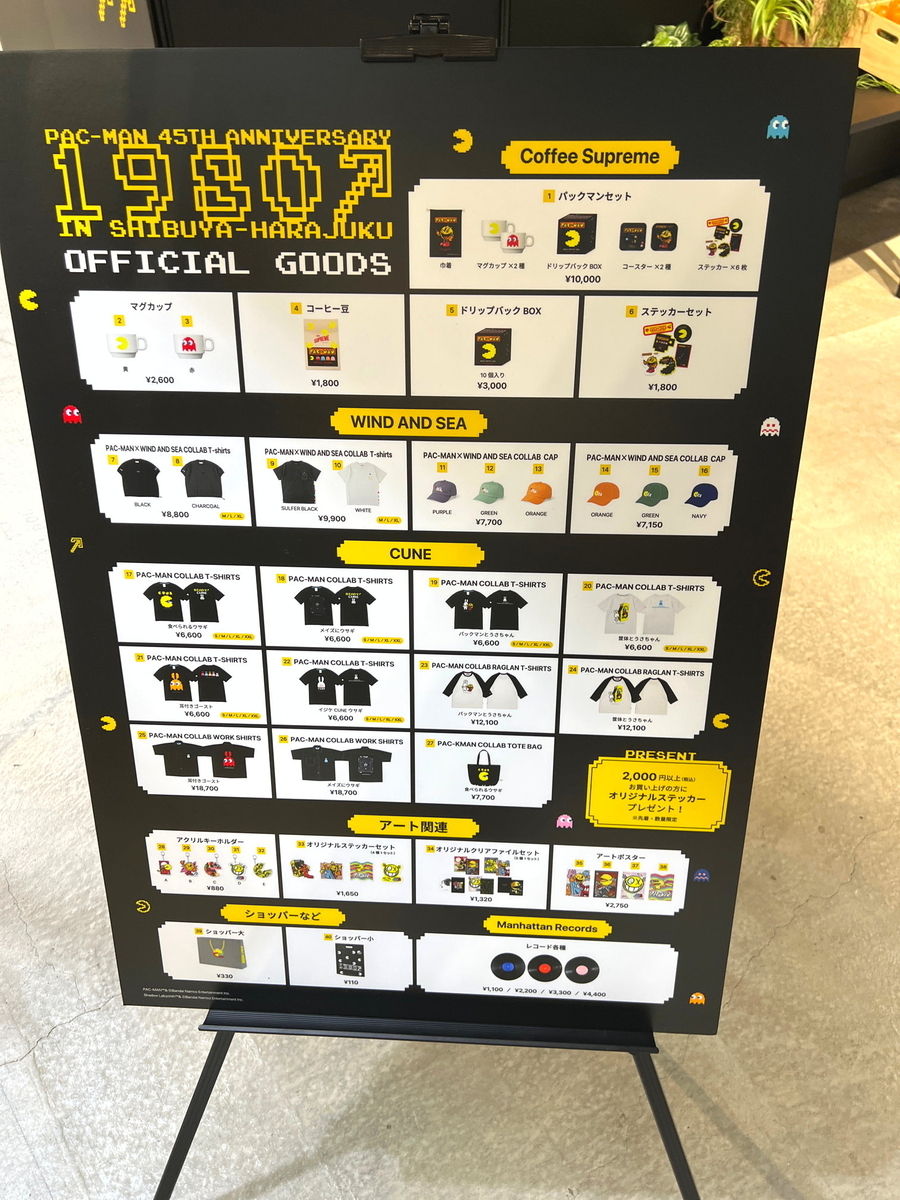 PAC-MAN 45TH ANNIVERSARY
19807
IN SHIBUYA-HARAJUKU
OFFICIAL GOODS
Coffee Supreme
1 パックマンセット
巾着
マグカップ ×2 種
ドリップバック BOX
コースター ×2 種
ステッカー ×6 枚
¥10,000
マグカップ
2
3
黄
赤
¥2,600
4 コーヒー豆
¥1,800
5 ドリップバック BOX
10 個入り
¥3,000
6 ステッカーセット
¥1,800
WIND AND SEA
PAC-MAN×WIND AND SEA COLLAB T-shirts
7
8
BLACK
CHARCOAL
¥8,800
M / L / XL
PAC-MAN×WIND AND SEA COLLAB T-shirts
9
10
SULFER BLACK
WHITE
¥9,900
M / L / XL
PAC-MAN×WIND AND SEA COLLAB CAP
11
12
13
PURPLE
GREEN
ORANGE
¥7,700
PAC-MAN×WIND AND SEA COLLAB CAP
14
15
16
ORANGE
GREEN
NAVY
¥7,150
CUNE
17 PAC-MAN COLLAB T-SHIRTS
食べられるウサギ
¥6,600
S / M / L / XL / XXL
18 PAC-MAN COLLAB T-SHIRTS
メイズにウサギ
¥6,600
S / M / L / XL / XXL
19 PAC-MAN COLLAB T-SHIRTS
パックマンとうさちゃん
¥6,600
S / M / L / XL / XXL
20 PAC-MAN COLLAB T-SHIRTS
筐体とうさちゃん
¥6,600
S / M / L / XL / XXL
21 PAC-MAN COLLAB T-SHIRTS
耳付きゴースト
¥6,600
S / M / L / XL / XXL
22 PAC-MAN COLLAB T-SHIRTS
イジケ CUNE ウサギ
¥6,600
S / M / L / XL / XXL
23 PAC-MAN COLLAB RAGLAN T-SHIRTS
パックマンとうさちゃん
¥12,100
24 PAC-MAN COLLAB RAGLAN T-SHIRTS
筐体とうさちゃん
¥12,100
25 PAC-MAN COLLAB WORK SHIRTS
耳付きゴースト
¥18,700
26 PAC-MAN COLLAB WORK SHIRTS
メイズにウサギ
¥18,700
27 PAC-KMAN COLLAB TOTE BAG
食べられるウサギ
¥7,700
PRESENT
2,000 円以上(税込)
お買い上げの方に
オリジナルステッカー
プレゼント！
※先着・数量限定
アート関連
アクリルキーホルダー
28
29
30
31
32
A
B
C
D
E
¥880
33 オリジナルステッカーセット
¥1,650
34 オリジナルクリアファイルセット
¥1,320
アートポスター
35
36
37
38
¥2,750
ショッパーなど
39 ショッパー大
¥330
40 ショッパー小
¥110
Manhattan Records
レコード各種
¥1,100 / ¥2,200 / ¥3,300 / ¥4,400
PAC-MAN™& ©Bandai Namco Entertainment Inc.
Shadow Labyrinth™& ©Bandai Namco Entertainment Inc.